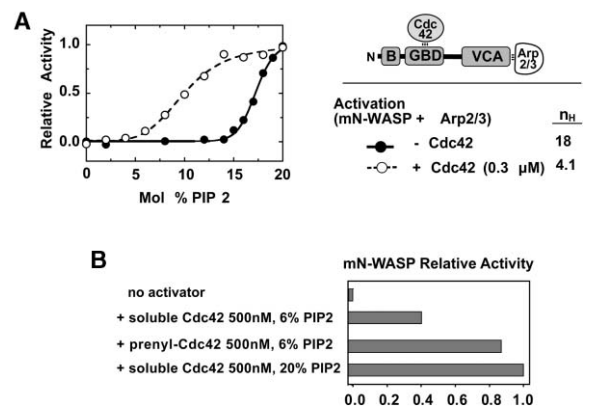 A
Relative Activity
1.0
0.5
0.0
0 5 10 15 20
Mol % PIP 2
Cdc
42
N B GBD VCA Arp
2/3
Activation
(mN-WASP + Arp2/3) nH
- Cdc42 18
+ Cdc42 (0.3 µM) 4.1
B
mN-WASP Relative Activity
no activator
+ soluble Cdc42 500nM, 6% PIP2
+ prenyl-Cdc42 500nM, 6% PIP2
+ soluble Cdc42 500nM, 20% PIP2
0.0 0.2 0.4 0.6 0.8 1.0